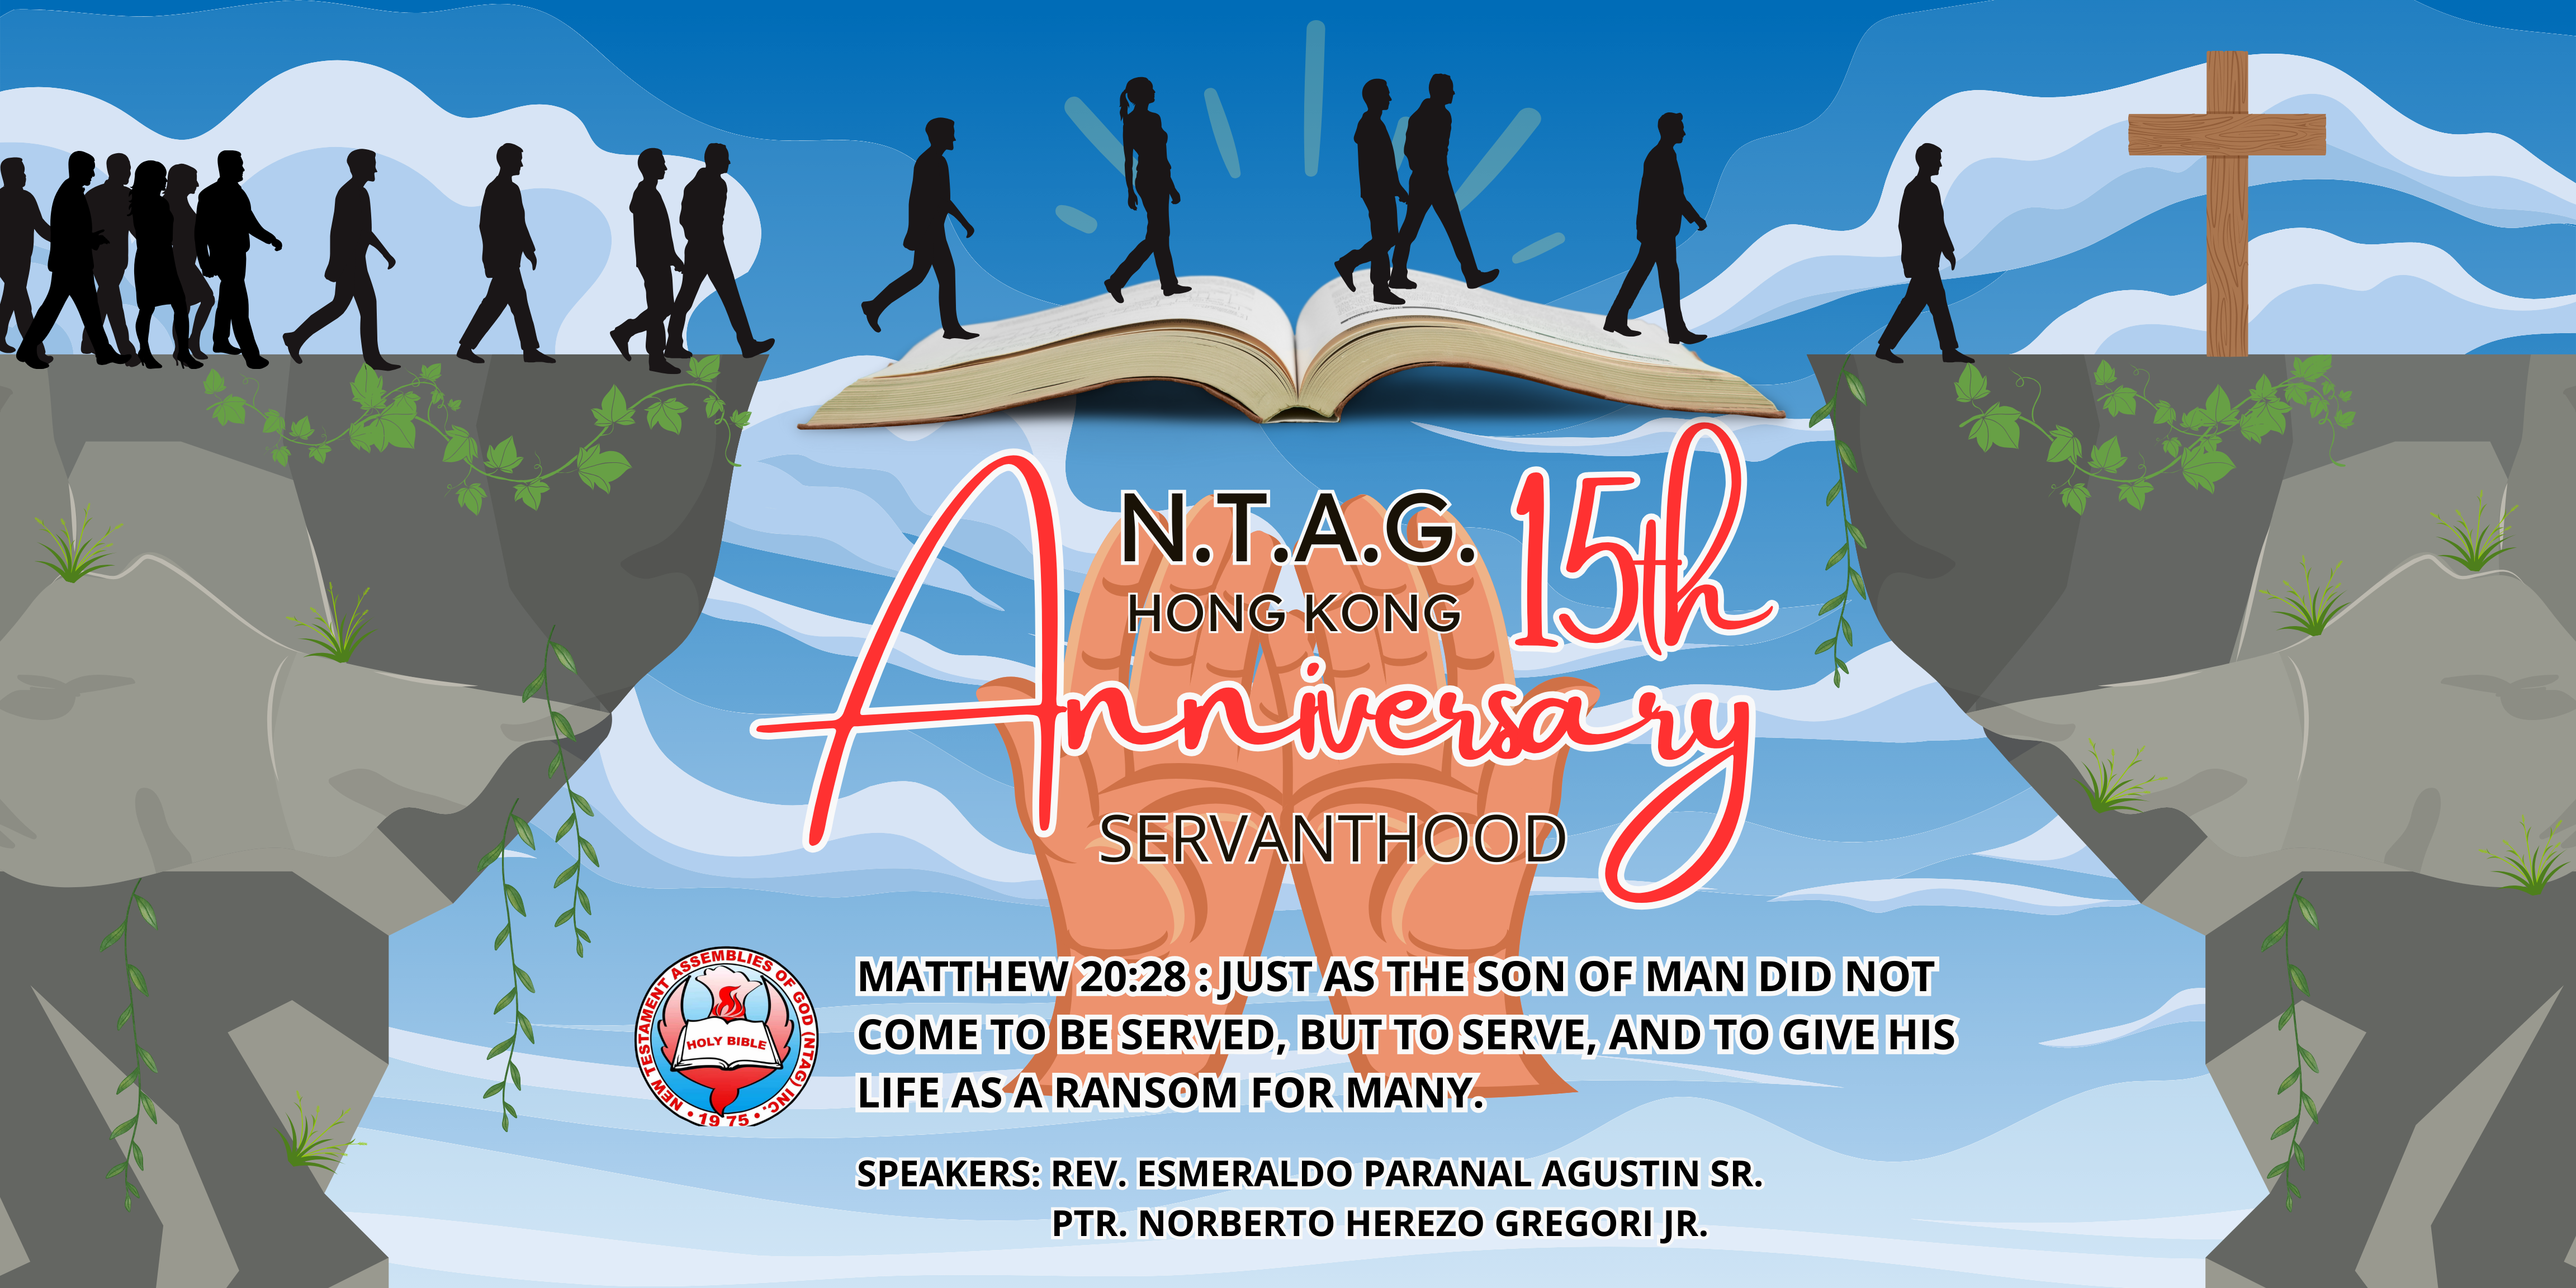 N.T.A.G.
HONG KONG
15th
Anniversary
SERVANTHOOD
NEW TESTAMENT ASSEMBLIES OF GOD (NTAG) INC.
HOLY BIBLE
• 1975 •
MATTHEW 20:28 : JUST AS THE SON OF MAN DID NOT
COME TO BE SERVED, BUT TO SERVE, AND TO GIVE HIS
LIFE AS A RANSOM FOR MANY.
SPEAKERS: REV. ESMERALDO PARANAL AGUSTIN SR.
PTR. NORBERTO HEREZO GREGORI JR.